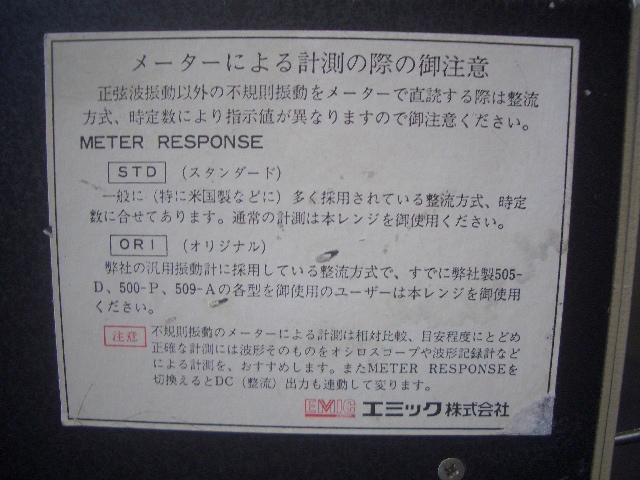 メーターによる計測の際の御注意
正弦波振動以外の不規則振動をメーターで直読する際は整流
方式、時定数により指示値が異なりますので御注意ください。
METER RESPONSE
STD (スタンダード)
一般に(特に米国製などに)多く採用されている整流方式、時定
数に合せてあります。通常の計測は本レンジを御使用ください。
ORI (オリジナル)
弊社の汎用振動計に採用している整流方式で、すでに弊社製505-
D、500-P、509-Aの各型を御使用のユーザーは本レンジを御使用
ください。
注意 不規則振動のメーターによる計測は相対比較、目安程度にとどめ
正確な計測には波形そのものをオシロスコープや波形記録計など
による計測を、おすすめします。またMETER RESPONSEを
切換えるとDC(整流)出力も連動して変ります。
EMIC エミック株式会社